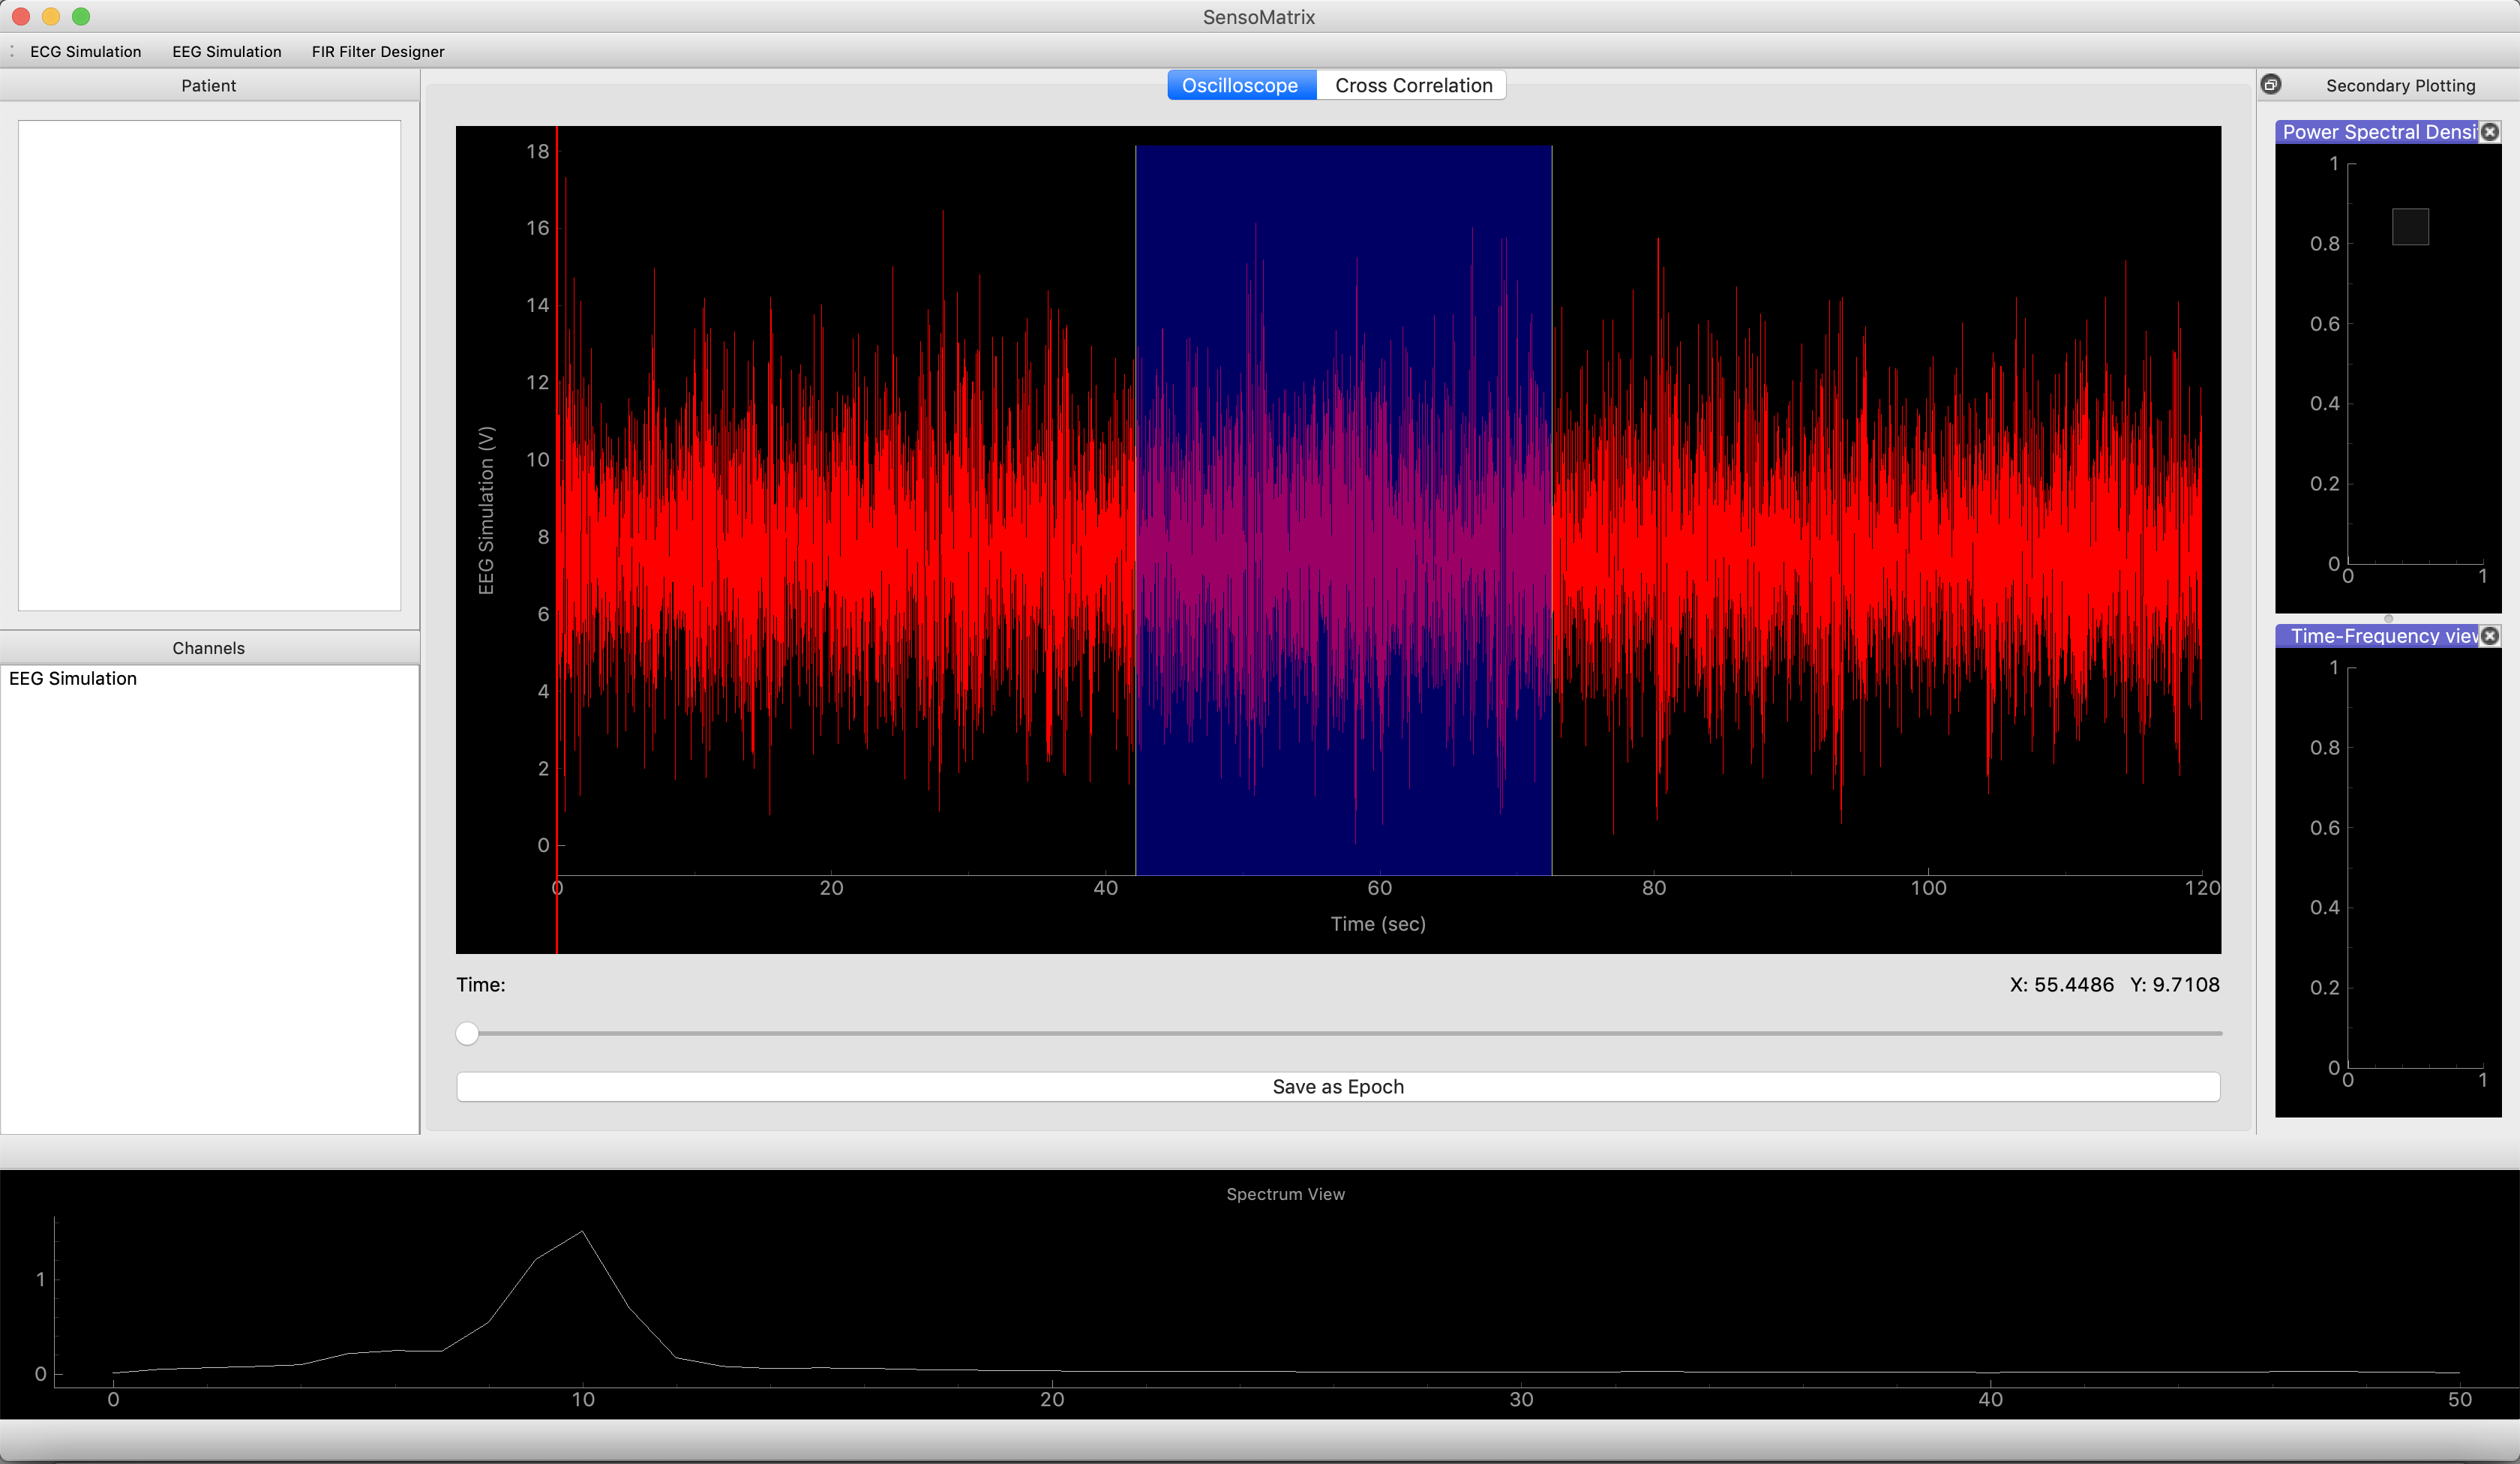 SensoMatrix
ECG Simulation EEG Simulation FIR Filter Designer
Patient
Oscilloscope Cross Correlation
Secondary Plotting
Channels
EEG Simulation
18
16
14
12
10
8
6
4
2
0
EEG Simulation (V)
0 20 40 60 80 100 120
Time (sec)
Time:
X: 55.4486 Y: 9.7108
Save as Epoch
Power Spectral Densi
1
0.8
0.6
0.4
0.2
0
0 1
Time-Frequency view
1
0.8
0.6
0.4
0.2
0
0 1
Spectrum View
1
0
0 10 20 30 40 50